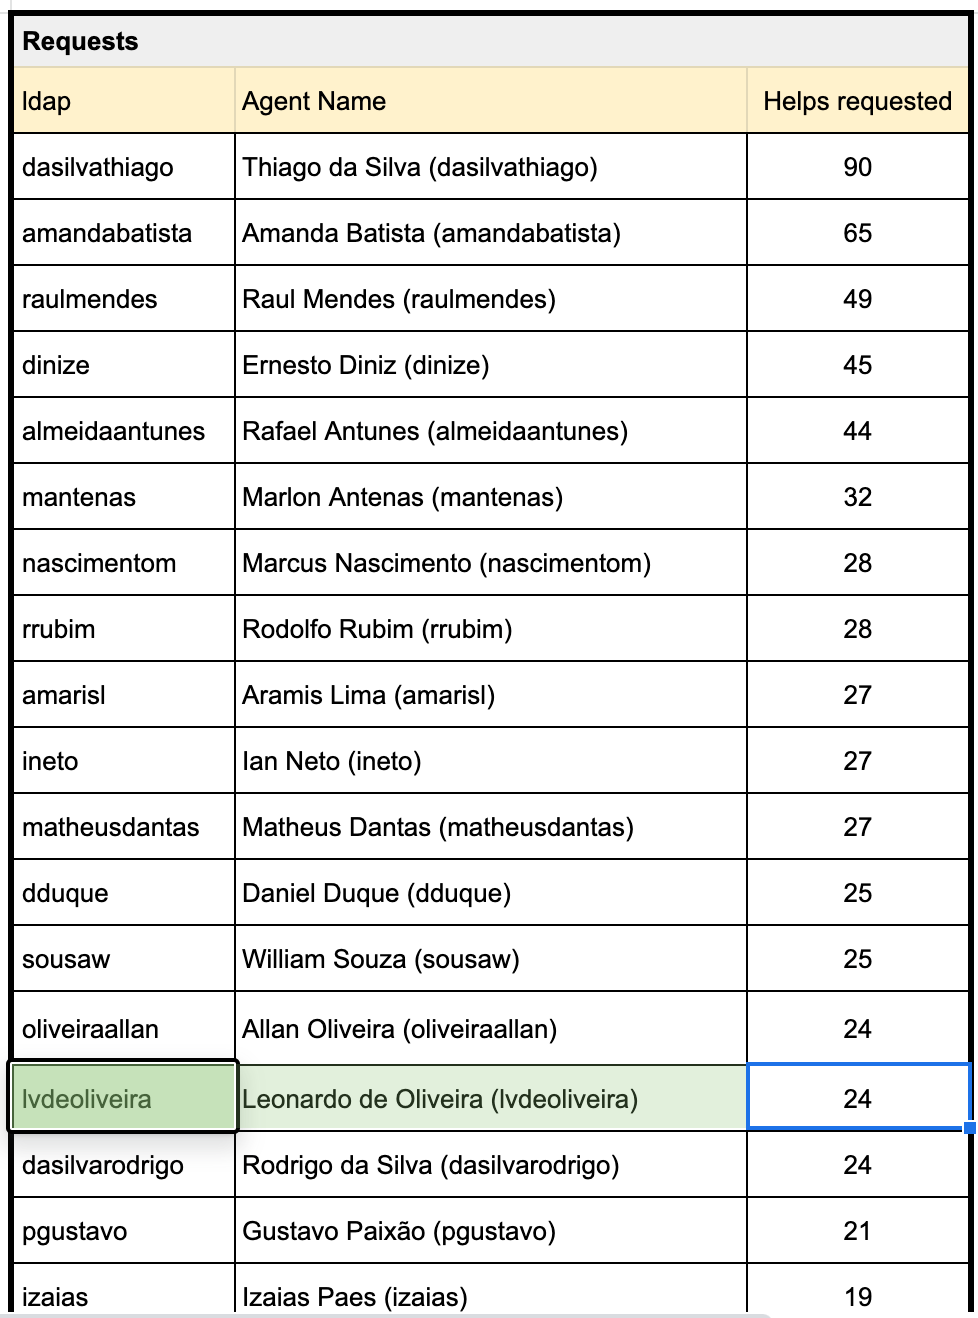 Requests
ldap Agent Name Helps requested
dasilvathiago Thiago da Silva (dasilvathiago) 90
amandabatista Amanda Batista (amandabatista) 65
raulmendes Raul Mendes (raulmendes) 49
dinize Ernesto Diniz (dinize) 45
almeidaantunes Rafael Antunes (almeidaantunes) 44
mantenas Marlon Antenas (mantenas) 32
nascimentom Marcus Nascimento (nascimentom) 28
rrubim Rodolfo Rubim (rrubim) 28
amarisl Aramis Lima (amarisl) 27
ineto Ian Neto (ineto) 27
matheusdantas Matheus Dantas (matheusdantas) 27
dduque Daniel Duque (dduque) 25
sousaw William Souza (sousaw) 25
oliveiraallan Allan Oliveira (oliveiraallan) 24
lvdeoliveira Leonardo de Oliveira (lvdeoliveira) 24
dasilvarodrigo Rodrigo da Silva (dasilvarodrigo) 24
pgustavo Gustavo Paixão (pgustavo) 21
izaias Izaias Paes (izaias) 19